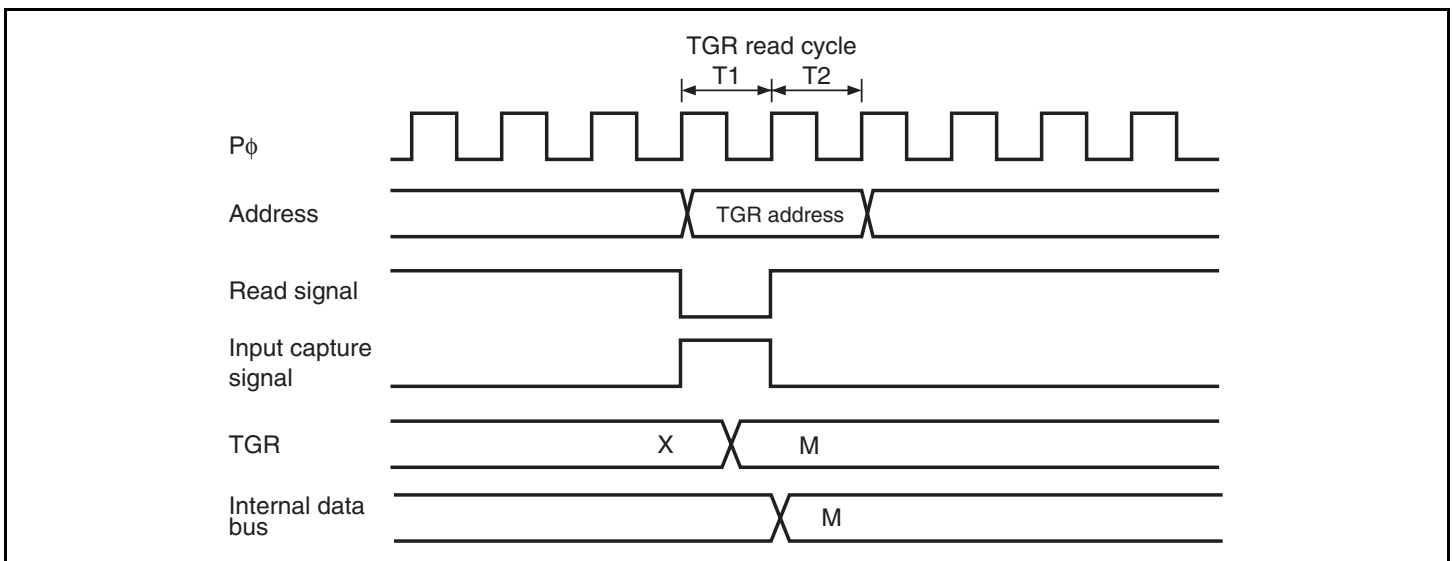 TGR read cycle
T1 T2
Pϕ
Address
TGR address
Read signal
Input capture
signal
TGR
X M
Internal data
bus
M